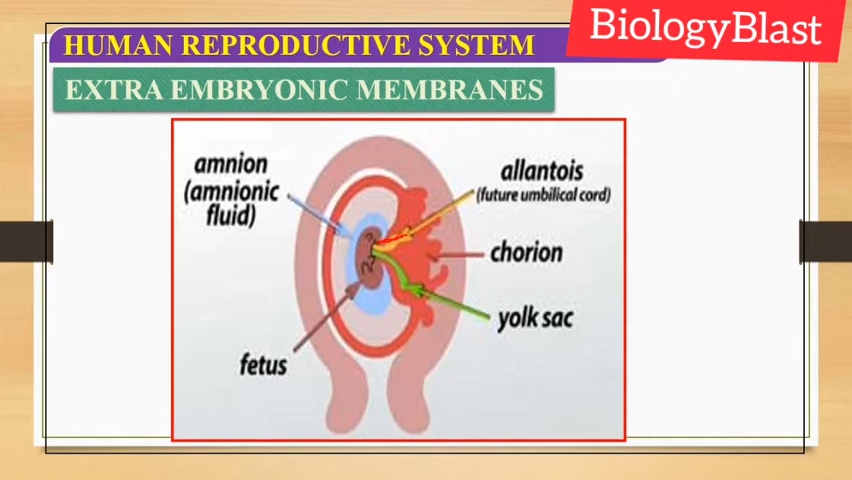 BiologyBlast
HUMAN REPRODUCTIVE SYSTEM
EXTRA EMBRYONIC MEMBRANES
amnion
(amnionic
fluid)
allantois
(future umbilical cord)
chorion
yolk sac
fetus